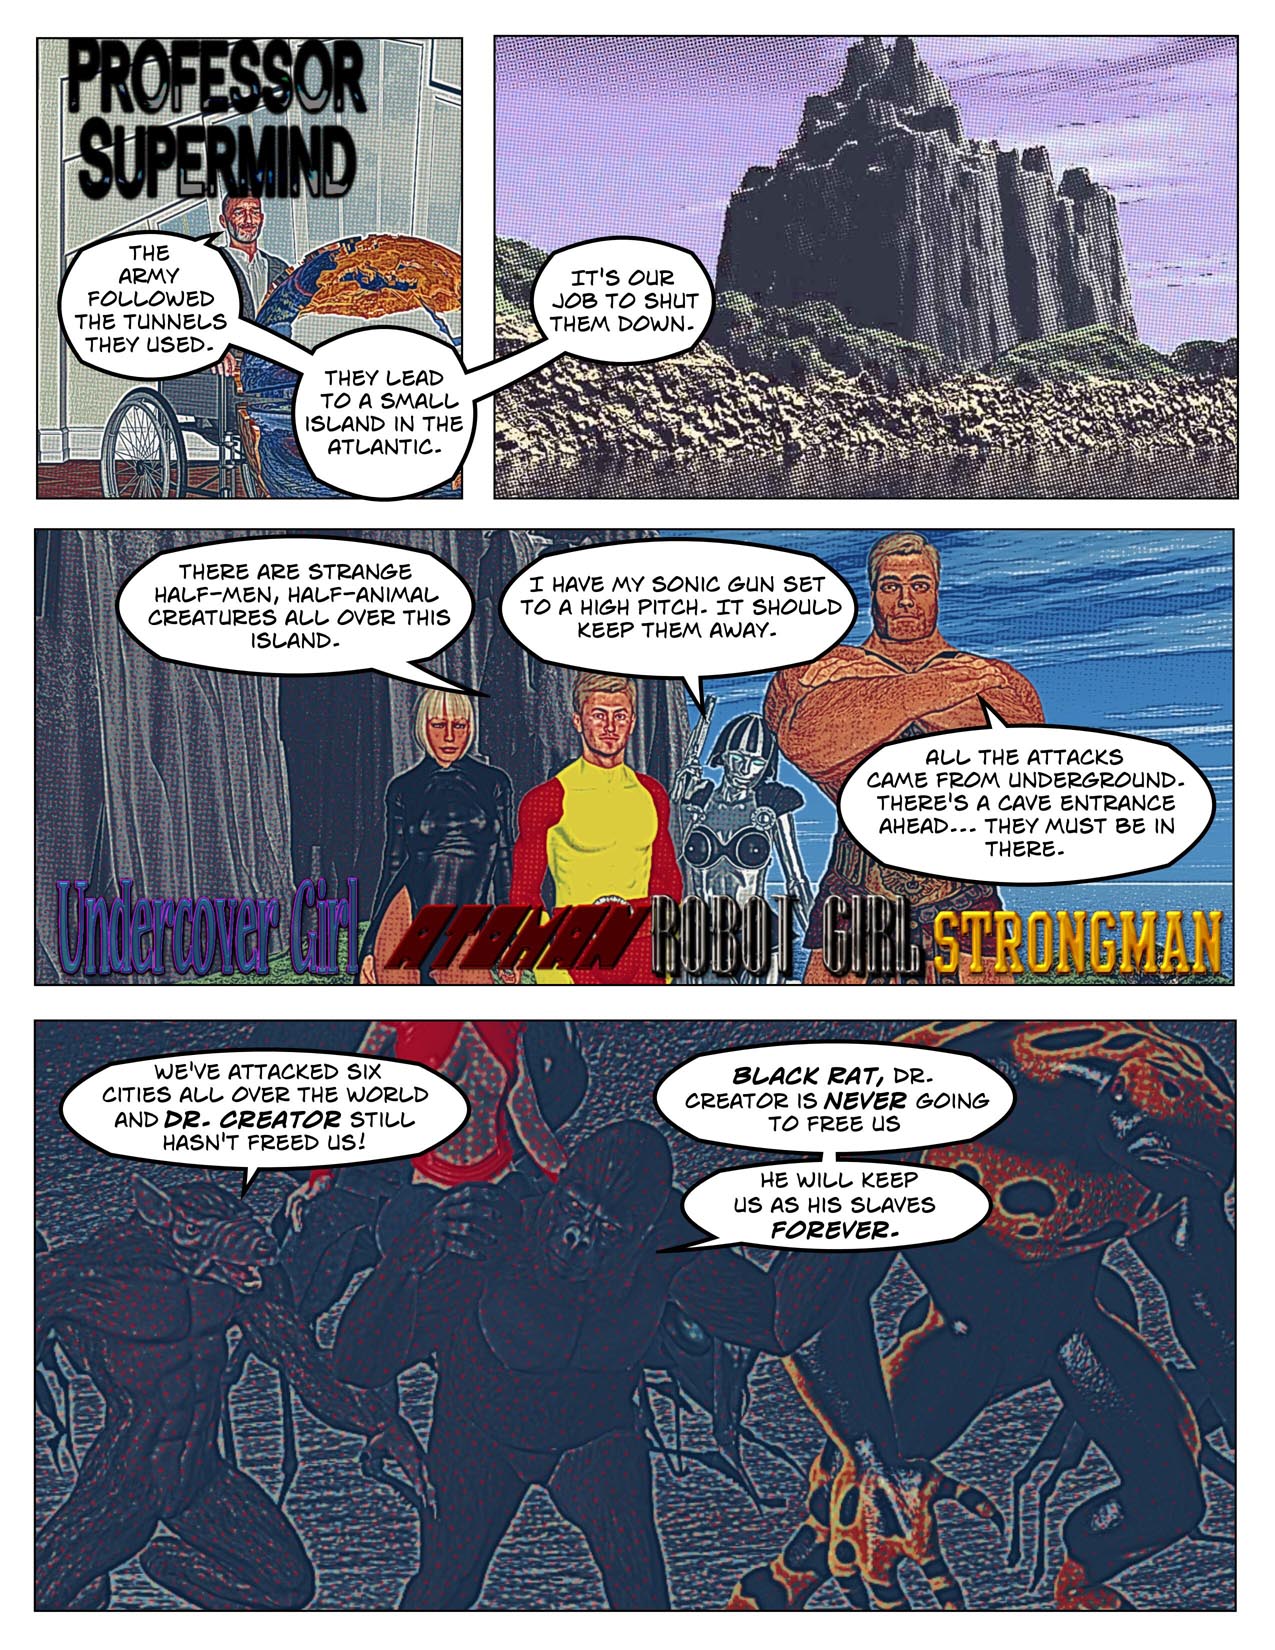 PROFESSOR
SUPERMIND
THE
ARMY
FOLLOWED
THE TUNNELS
THEY USED.
THEY LEAD
TO A SMALL
ISLAND IN THE
ATLANTIC.
IT'S OUR
JOB TO SHUT
THEM DOWN.
THERE ARE STRANGE
HALF-MEN, HALF-ANIMAL
CREATURES ALL OVER THIS
ISLAND.
I HAVE MY SONIC GUN SET
TO A HIGH PITCH. IT SHOULD
KEEP THEM AWAY.
ALL THE ATTACKS
CAME FROM UNDERGROUND.
THERE'S A CAVE ENTRANCE
AHEAD... THEY MUST BE IN
THERE.
Undercover Girl
ATOMAN
ROBOT GIRL
STRONGMAN
WE'VE ATTACKED SIX
CITIES ALL OVER THE WORLD
AND DR. CREATOR STILL
HASN'T FREED US!
BLACK RAT, DR.
CREATOR IS NEVER GOING
TO FREE US
HE WILL KEEP
US AS HIS SLAVES
FOREVER.